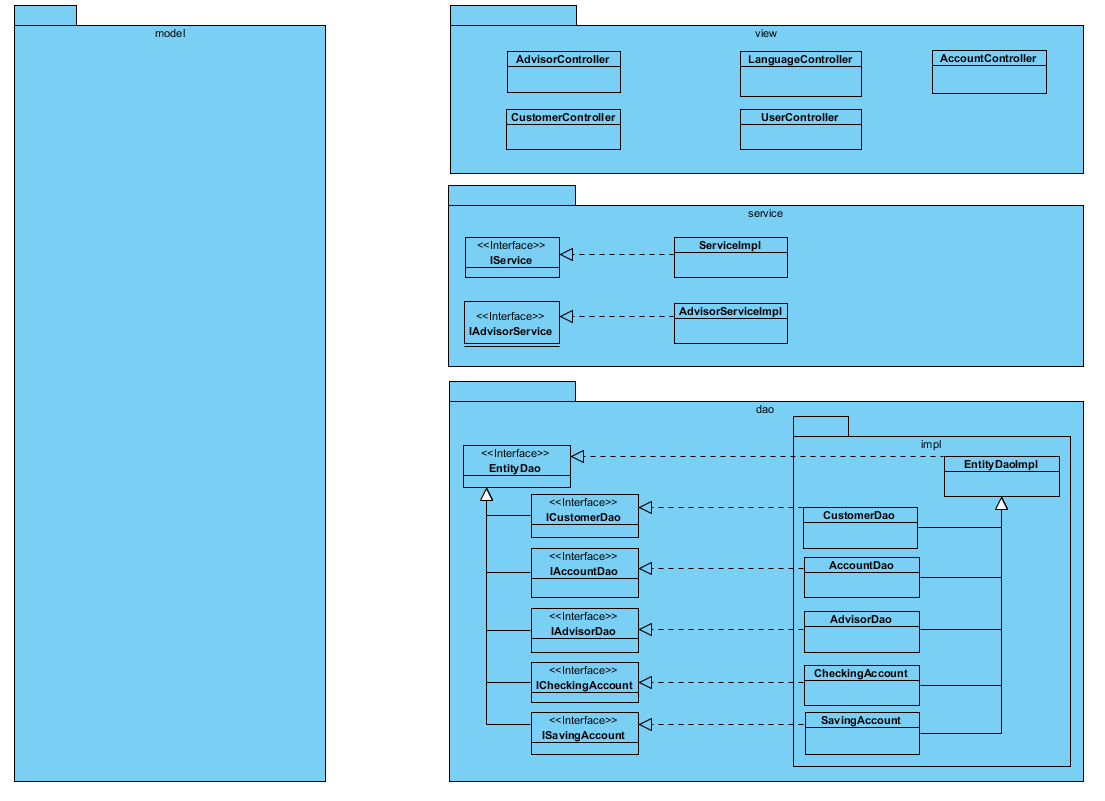 model
view
AdvisorController
LanguageController
AccountController
CustomerController
UserController
service
<<Interface>>
IService
ServiceImpl
<<Interface>>
IAdvisorService
AdvisorServiceImpl
dao
impl
<<Interface>>
EntityDao
EntityDaoImpl
<<Interface>>
ICustomerDao
CustomerDao
<<Interface>>
IAccountDao
AccountDao
<<Interface>>
IAdvisorDao
AdvisorDao
<<Interface>>
ICheckingAccount
CheckingAccount
<<Interface>>
ISavingAccount
SavingAccount